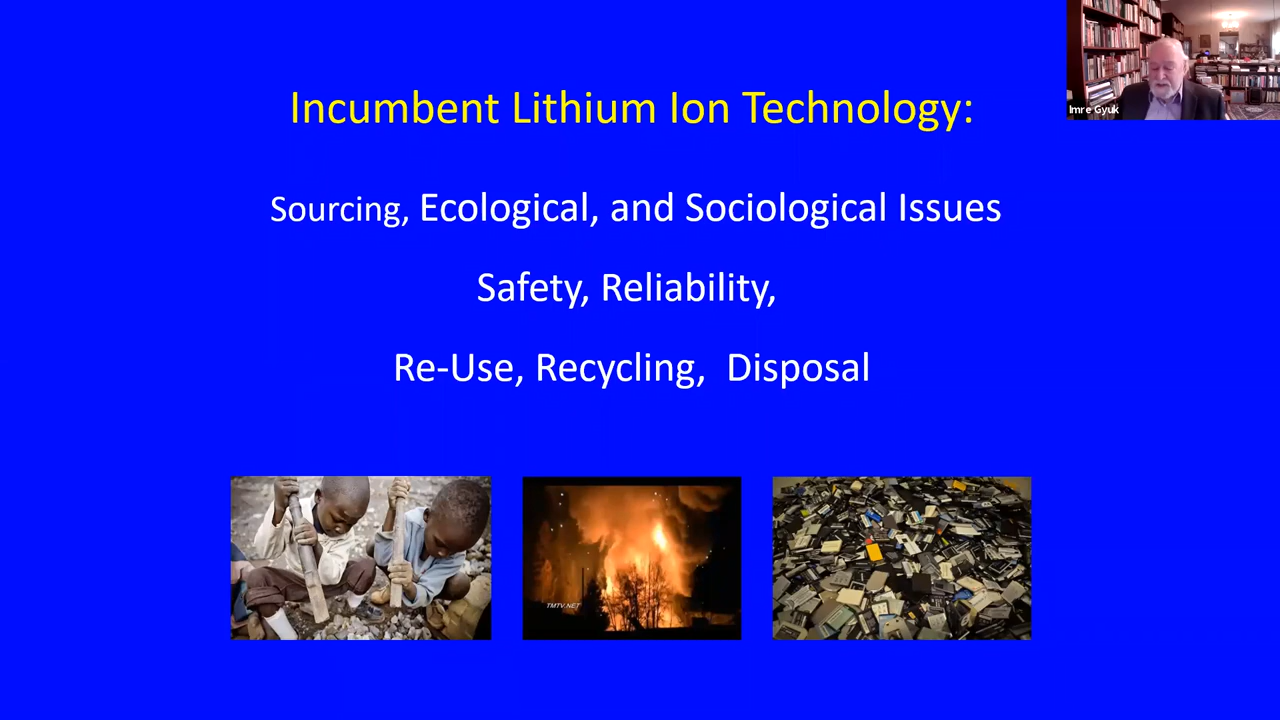 Imre Gyuk
Incumbent Lithium Ion Technology:
Sourcing, Ecological, and Sociological Issues
Safety, Reliability,
Re-Use, Recycling, Disposal
TMTV.NET